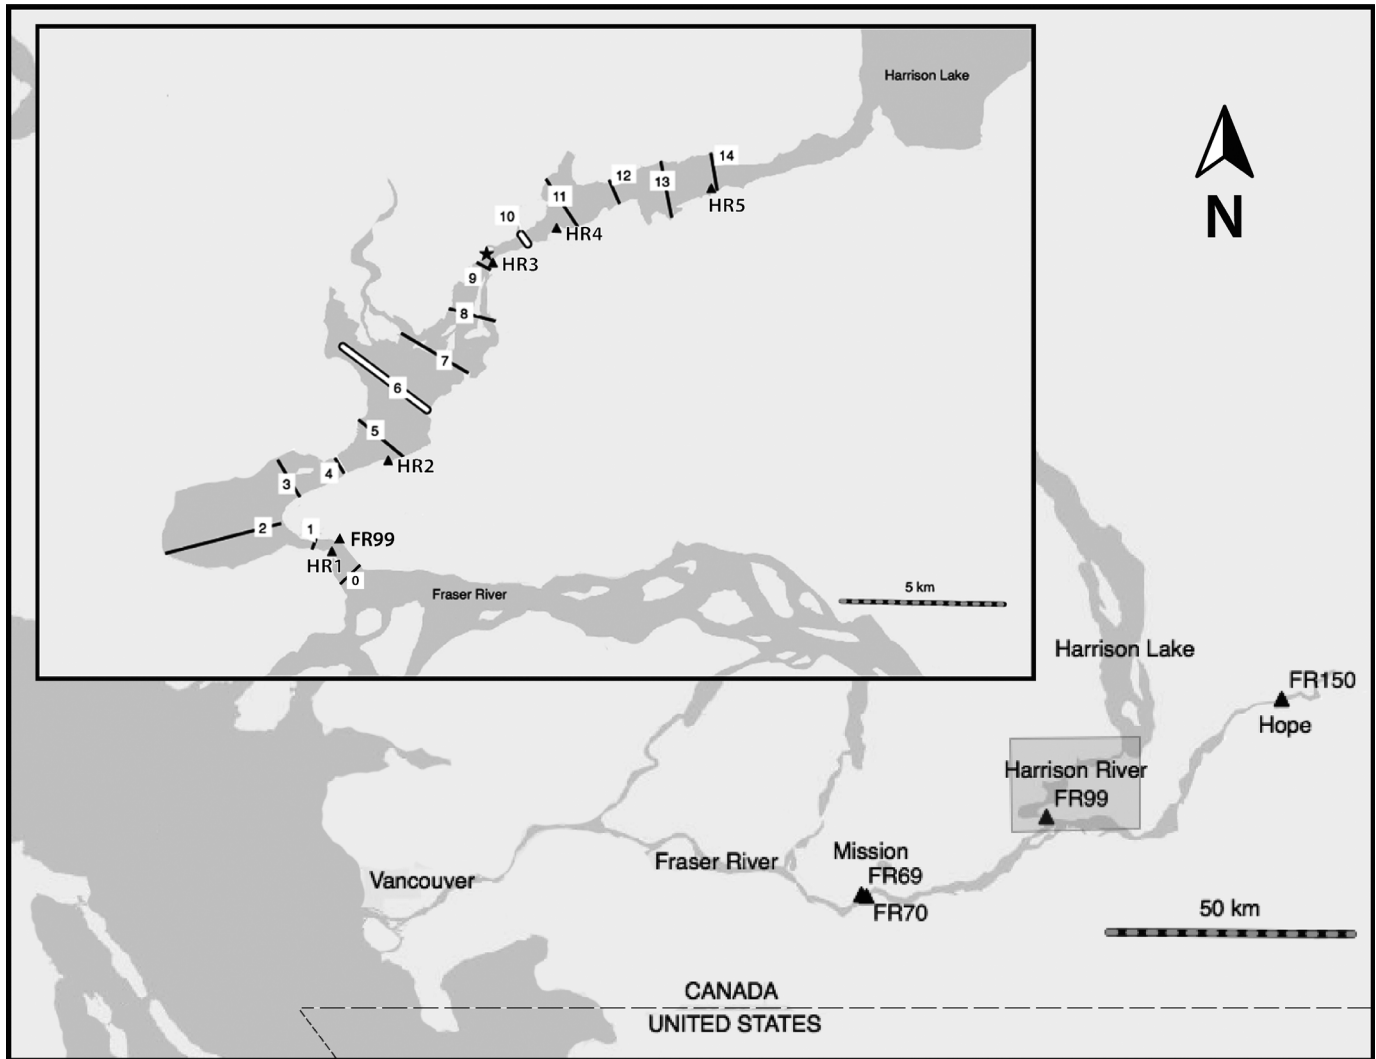 Harrison Lake
14
12
13
11
HR5
10
HR4
HR3
9
8
7
6
5
4
HR2
3
2
1
FR99
HR1
0
Fraser River
5 km
N
Harrison Lake
FR150
Hope
Harrison River
FR99
Mission
Fraser River
FR69
Vancouver
FR70
50 km
CANADA
UNITED STATES